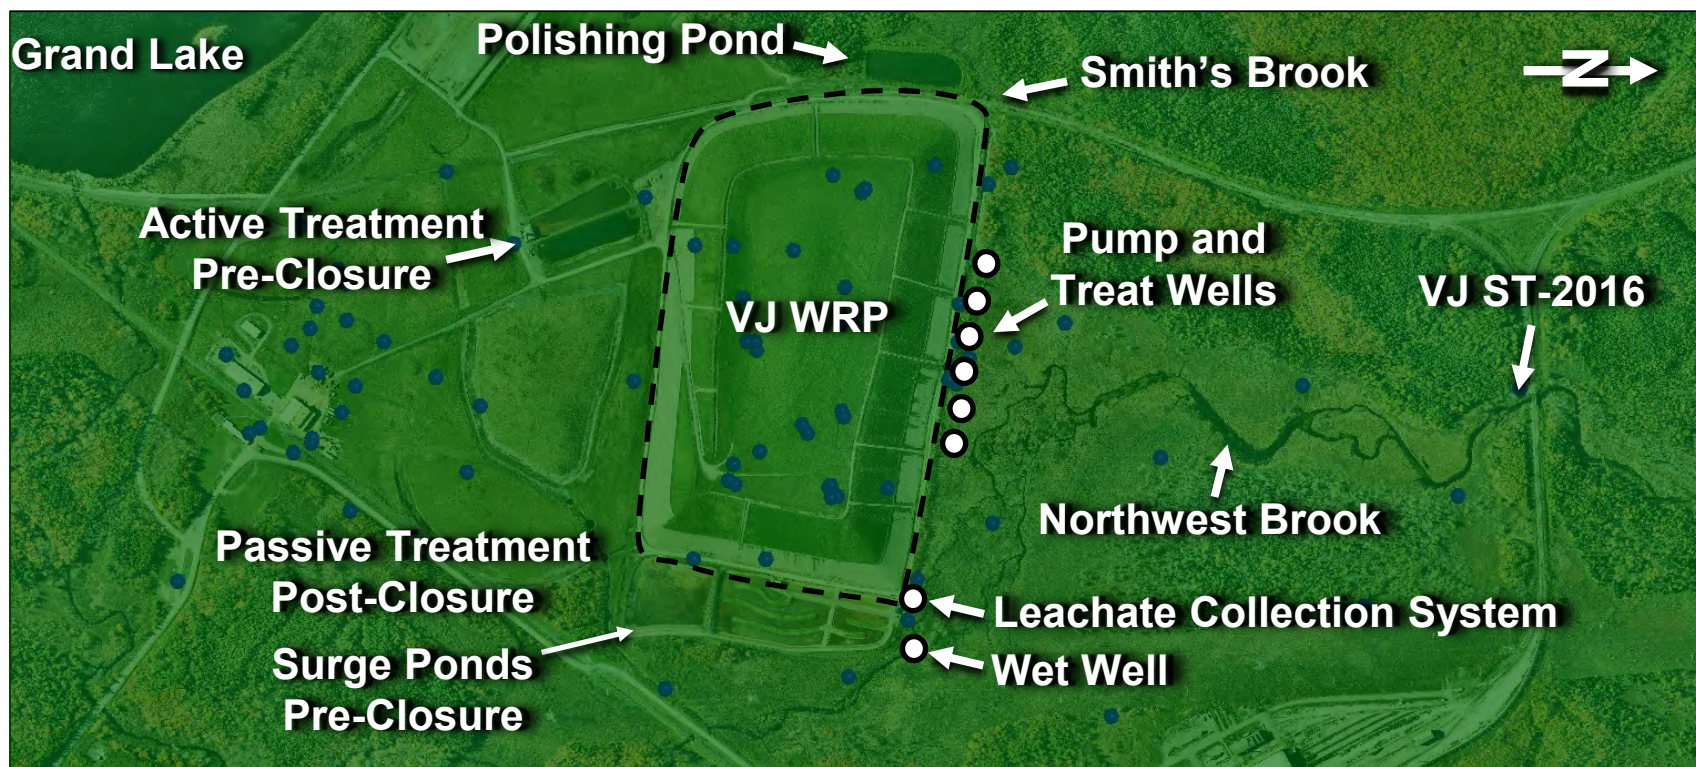 Grand Lake
Polishing Pond
Smith's Brook
N
Active Treatment
Pre-Closure
Pump and
Treat Wells
VJ ST-2016
VJ WRP
Northwest Brook
Passive Treatment
Post-Closure
Leachate Collection System
Surge Ponds
Pre-Closure
Wet Well